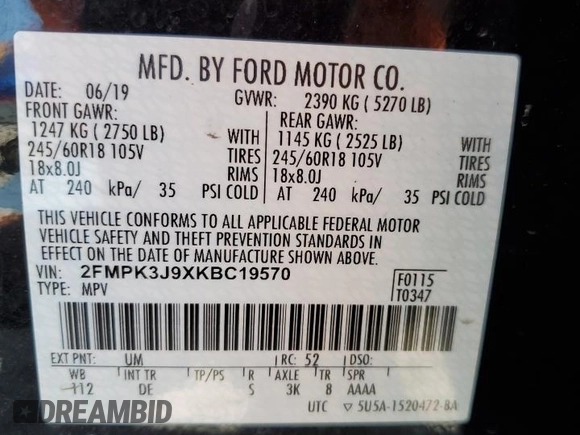 MFD. BY FORD MOTOR CO.
DATE: 06/19 GVWR: 2390 KG ( 5270 LB)
FRONT GAWR: REAR GAWR:
1247 KG ( 2750 LB) WITH 1145 KG ( 2525 LB) WITH
245/60R18 105V TIRES 245/60R18 105V TIRES
18x8.0J RIMS 18x8.0J RIMS
AT 240 kPa/ 35 PSI COLD AT 240 kPa/ 35 PSI COLD
THIS VEHICLE CONFORMS TO ALL APPLICABLE FEDERAL MOTOR
VEHICLE SAFETY AND THEFT PREVENTION STANDARDS IN
EFFECT ON THE DATE OF MANUFACTURE SHOWN ABOVE.
VIN: 2FMPK3J9XKBC19570 F0115
TYPE: MPV T0347
EXT PNT: UM RC: 52 DSO:
WB INT TR TP/PS R AXLE TR SPR
112 DE S 3K 8 AAAA
UTC ▽ 5U5A-1520472-BA
DREAMBID